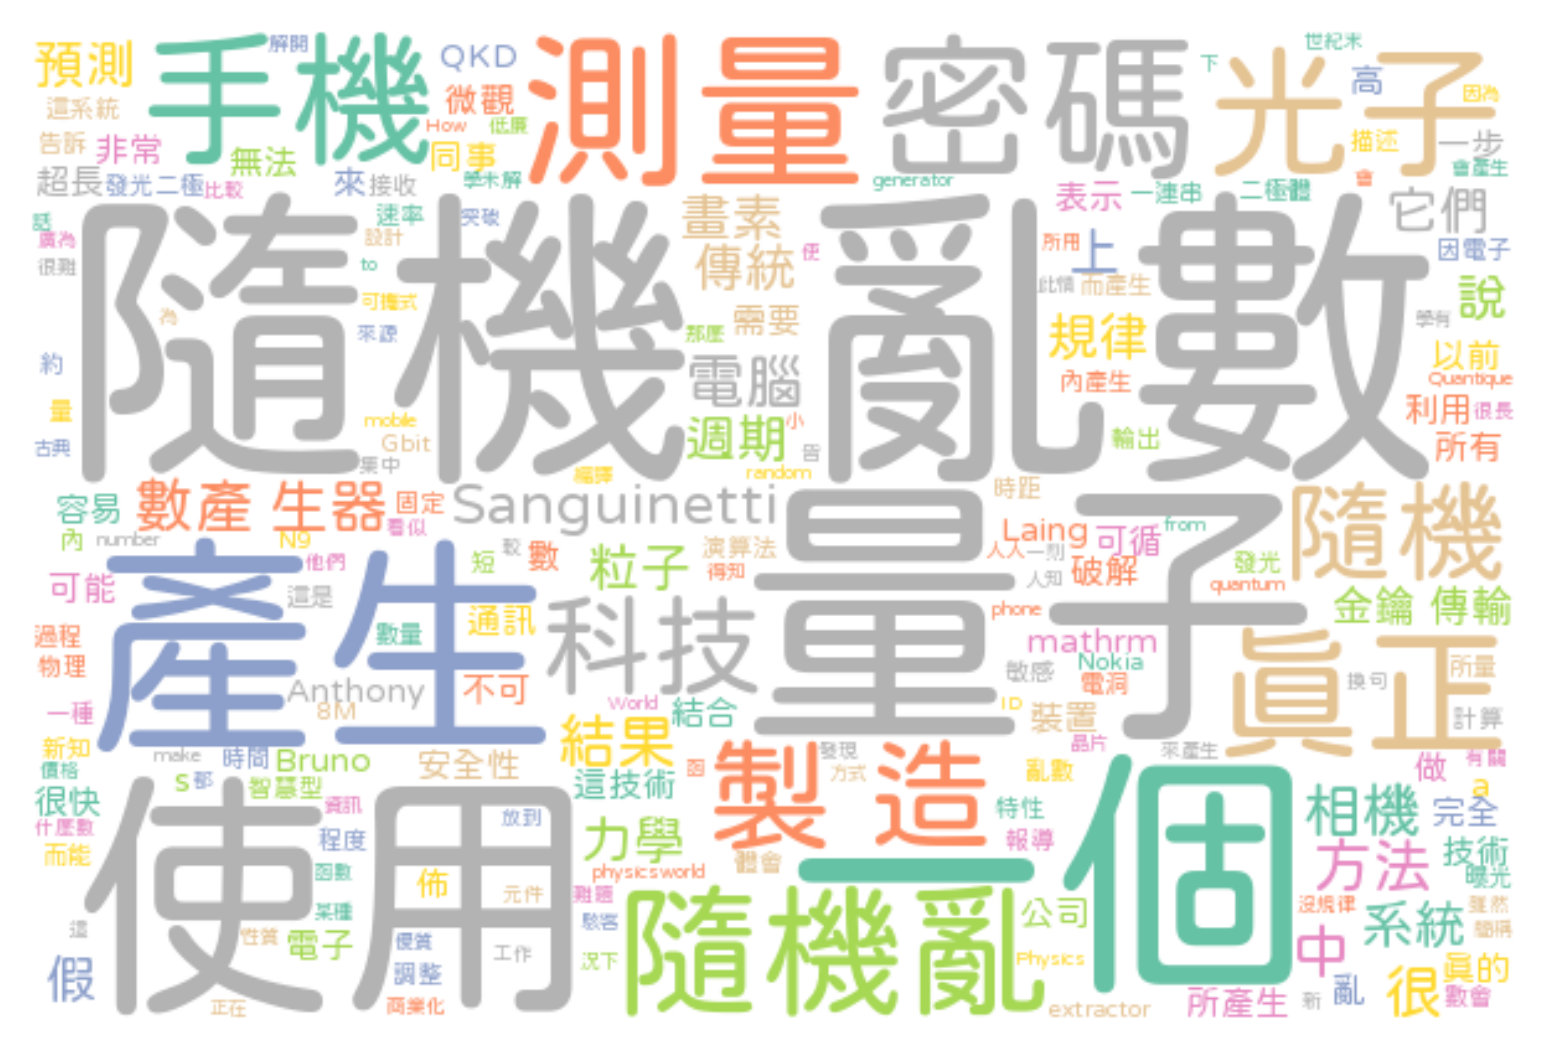 預測
手機
解開
QKD
測量
密碼
光子
世紀末
下
高
因為
這系統
微觀
How
低廉
告訴
非常
無法
同事
描述
一步
超長
發光二極
比較
來
接收
學未解
generator
表示
一連串
二極體
會
會產生
它們
話
廣為
很難
隨機亂數
速率
突破
設計
to
可攜式
來源
為
畫素
傳統
使
需要
那麼
所用
上
此情
而產生
因電子
說
學有
規律
以前
內產生
Quantique
約
量
古典
mobile
Gbit
集中
電腦
週期
小
皆
random
編譯
輸出
利用
很長
所有
容易
數產
生器
固定
看似
Sanguinetti
時距
隨機
內
number
N9
他們
短
較
數
粒子
演算法
得知
量子
Laing
人人
一刻
人知
可循
from
破解
發光
quantum
可能
產生
這是
數量
通訊
科技
phone
金鑰
傳輸
過程
物理
mathrm
Nokia
敏感
電洞
真正
所量
換句
計算
Anthony
8M
不可
World
結合
ID
裝置
晶片
一種
新知
價格
make
時間
Bruno
安全性
結果
製造
發現
方式
來產生
有關
s
都
智慧型
這技術
函
亂數
做
a
很快
什麼數
而能
使用
資訊
程度
放到
力學
physicsworld
體會
特性
報導
一個
相機
完全
方法
技術
曝光
函數
某種
佈
元件
難題
駭客
隨機亂
公司
沒規律
雖然
簡稱
系統
這
性質
電子
優質
工作
況下
Physics
中
真的
假
調整
正在
商業化
extractor
所產生
新
亂
很
數會